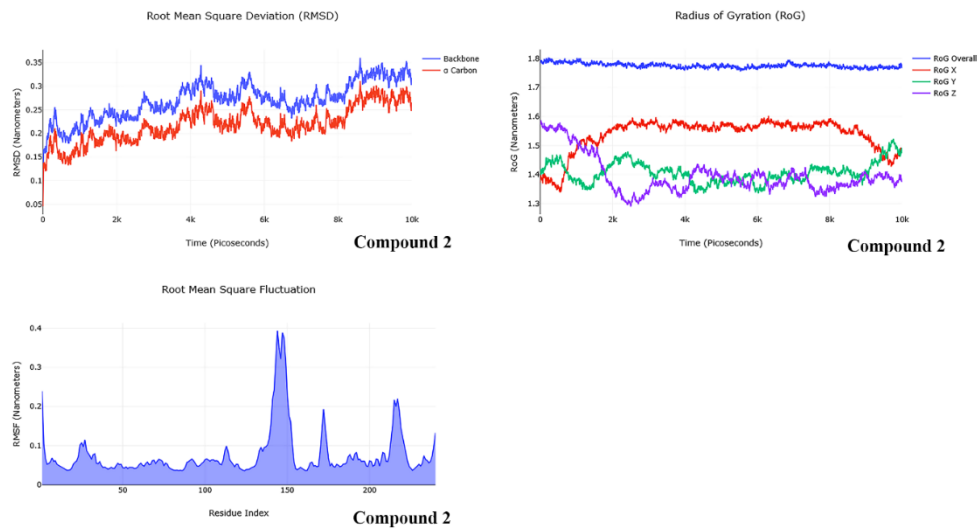 Root Mean Square Deviation (RMSD)
Backbone
α Carbon
0.35
0.3
0.25
0.2
0.15
0.1
0.05
RMSD (Nanometers)
0
2k
4k
6k
8k
10k
Time (Picoseconds)
Compound 2
Radius of Gyration (RoG)
RoG Overall
RoG X
RoG Y
RoG Z
1.8
1.7
1.6
1.5
1.4
1.3
RoG (Nanometers)
0
2k
4k
6k
8k
10k
Time (Picoseconds)
Compound 2
Root Mean Square Fluctuation
0.4
0.3
0.2
0.1
0
RMSF (Nanometers)
50
100
150
200
Residue Index
Compound 2